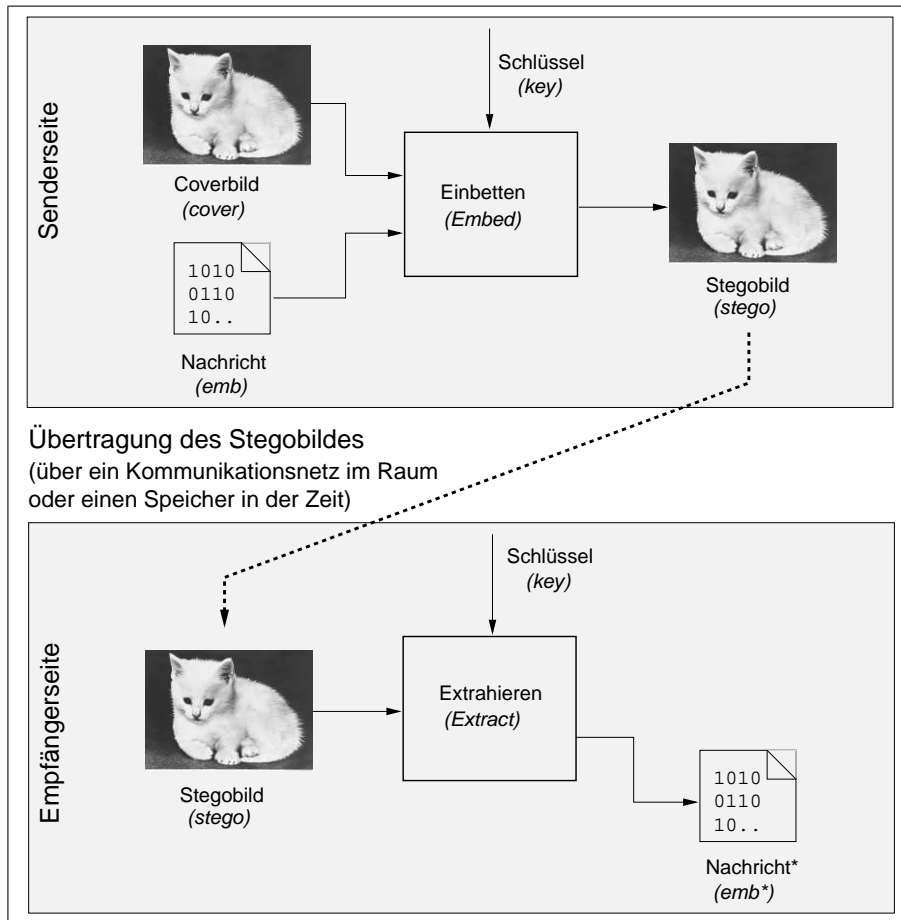 Senderseite
Schlüssel
(key)
Coverbild
(cover)
Einbetten
(Embed)
1010
0110
10..
Nachricht
(emb)
Stegobild
(stego)
Übertragung des Stegobildes
(über ein Kommunikationsnetz im Raum
oder einen Speicher in der Zeit)
Empfängerseite
Schlüssel
(key)
Stegobild
(stego)
Extrahieren
(Extract)
1010
0110
10..
Nachricht*
(emb*)